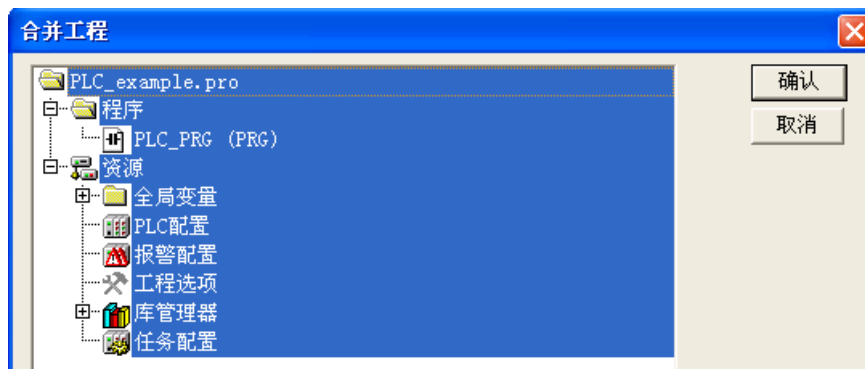 合并工程
PLC_example.pro
确认
程序
取消
PLC_PRG (PRG)
资源
全局变量
PLC配置
报警配置
工程选项
库管理器
任务配置